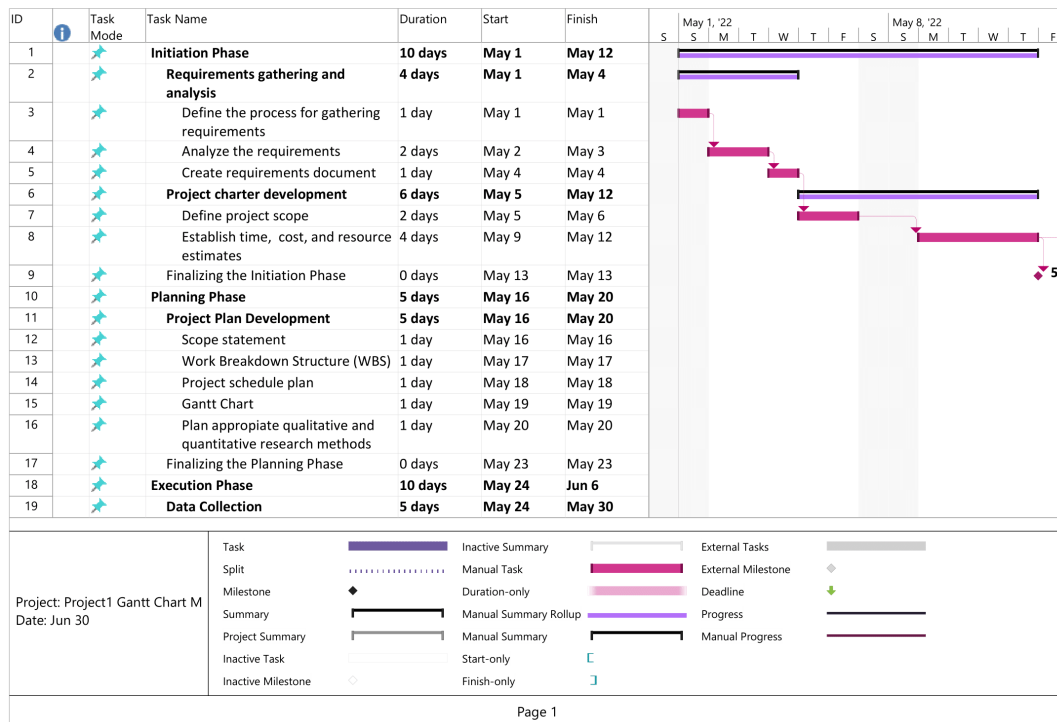 ID Task Mode Task Name Duration Start Finish May 1, '22 May 8, '22
S S M T W T F S S M T W T F
1 Initiation Phase 10 days May 1 May 12
2 Requirements gathering and analysis 4 days May 1 May 4
3 Define the process for gathering requirements 1 day May 1 May 1
4 Analyze the requirements 2 days May 2 May 3
5 Create requirements document 1 day May 4 May 4
6 Project charter development 6 days May 5 May 12
7 Define project scope 2 days May 5 May 6
8 Establish time, cost, and resource estimates 4 days May 9 May 12
9 Finalizing the Initiation Phase 0 days May 13 May 13 5
10 Planning Phase 5 days May 16 May 20
11 Project Plan Development 5 days May 16 May 20
12 Scope statement 1 day May 16 May 16
13 Work Breakdown Structure (WBS) 1 day May 17 May 17
14 Project schedule plan 1 day May 18 May 18
15 Gantt Chart 1 day May 19 May 19
16 Plan appropiate qualitative and quantitative research methods 1 day May 20 May 20
17 Finalizing the Planning Phase 0 days May 23 May 23
18 Execution Phase 10 days May 24 Jun 6
19 Data Collection 5 days May 24 May 30
Project: Project1 Gantt Chart M
Date: Jun 30
Task
Split
Milestone
Summary
Project Summary
Inactive Task
Inactive Milestone
Inactive Summary
Manual Task
Duration-only
Manual Summary Rollup
Manual Summary
Start-only
Finish-only
External Tasks
External Milestone
Deadline
Progress
Manual Progress
Page 1